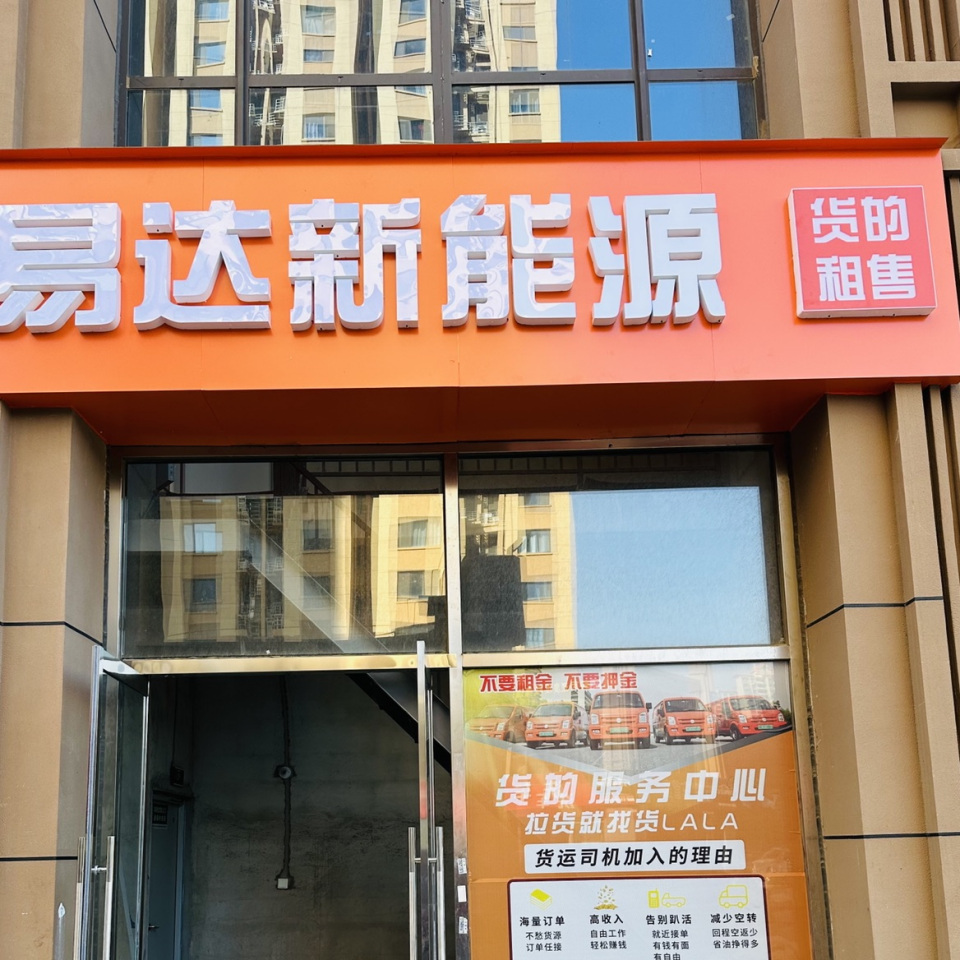 易达新能源
货的
租售
不要租金 不要押金
货的服务中心
拉货就找货LALA
货运司机加入的理由
海量订单 高收入 告别趴活 减少空转
不愁货源 自由工作 就近接单 回程空返少
订单任接 轻松赚钱 有钱有面 省油挣得多
有自由